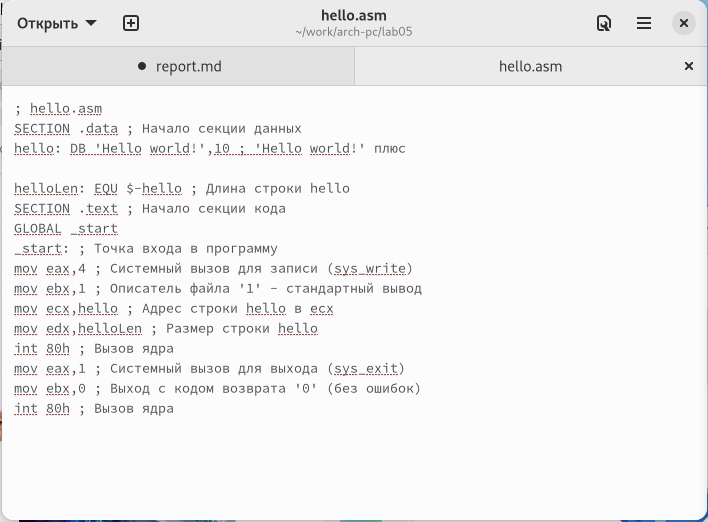 Открыть
hello.asm
~/work/arch-pc/lab05
report.md
hello.asm
; hello.asm
SECTION .data ; Начало секции данных
hello: DB 'Hello world!',10 ; 'Hello world!' плюс
helloLen: EQU $-hello ; Длина строки hello
SECTION .text ; Начало секции кода
GLOBAL _start
_start: ; Точка входа в программу
mov eax,4 ; Системный вызов для записи (sys_write)
mov ebx,1 ; Описатель файла '1' - стандартный вывод
mov ecx,hello ; Адрес строки hello в ecx
mov edx,helloLen ; Размер строки hello
int 80h ; Вызов ядра
mov eax,1 ; Системный вызов для выхода (sys_exit)
mov ebx,0 ; Выход с кодом возврата '0' (без ошибок)
int 80h ; Вызов ядра